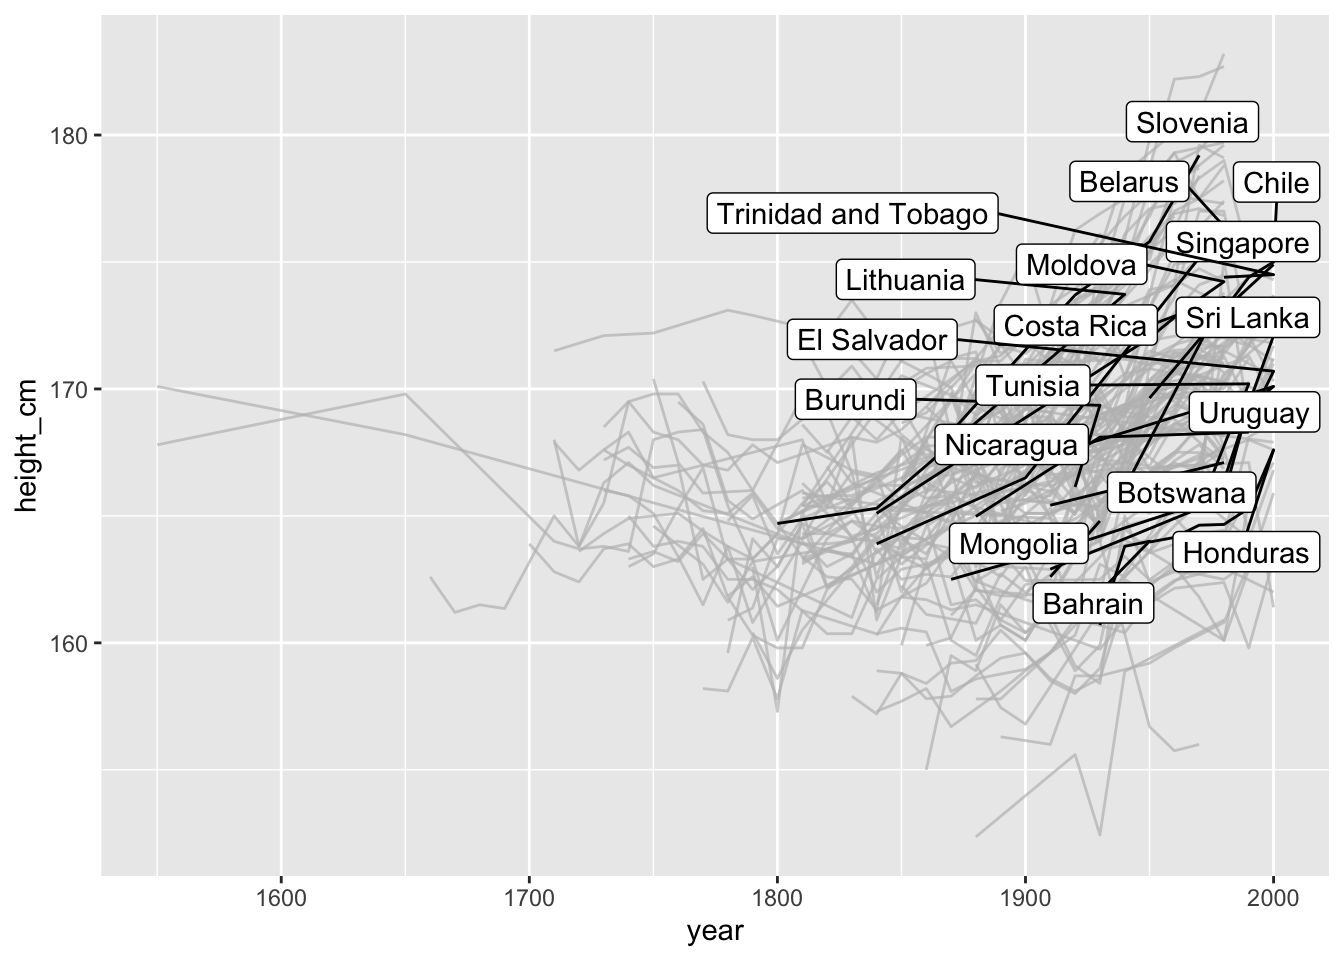 height_cm
180
170
160
Slovenia
Belarus
Chile
Trinidad and Tobago
Singapore
Moldova
Lithuania
Costa Rica
Sri Lanka
El Salvador
Tunisia
Burundi
Uruguay
Nicaragua
Botswana
Mongolia
Honduras
Bahrain
1600
1700
1800
1900
2000
year